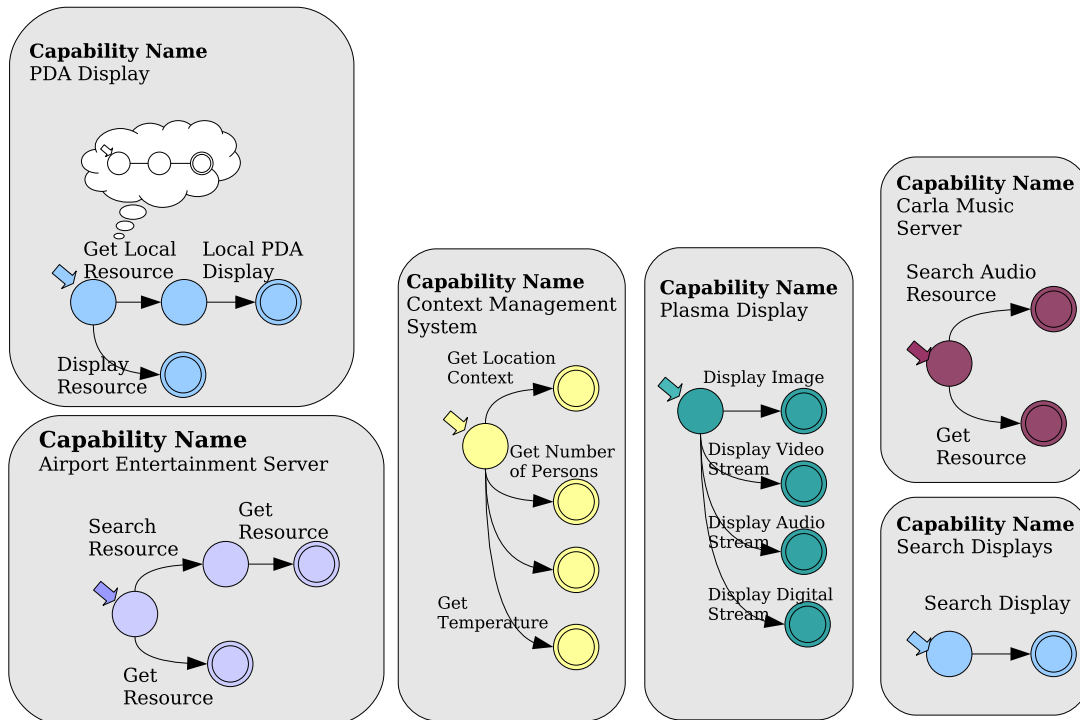 Capability Name
PDA Display
Get Local
Resource
Local PDA
Display
Display
Resource
Capability Name
Airport Entertainment Server
Search
Resource
Get
Resource
Get
Resource
Capability Name
Context Management
System
Get Location
Context
Get Number
of Persons
Get
Temperature
Capability Name
Plasma Display
Display Image
Display Video
Stream
Display Audio
Stream
Display Digital
Stream
Capability Name
Carla Music
Server
Search Audio
Resource
Get
Resource
Capability Name
Search Displays
Search Display